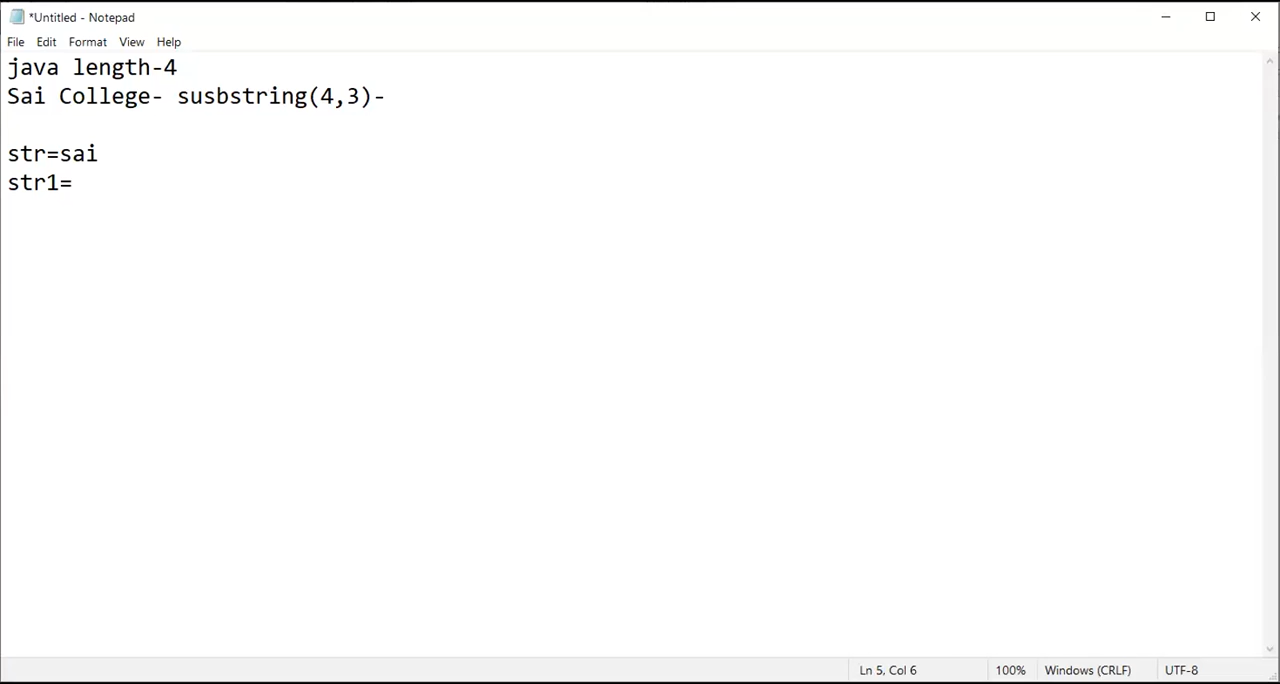 *Untitled - Notepad
File Edit Format View Help
java length-4
Sai College- susbstring(4,3)-
str=sai
str1=
Ln 5, Col 6 100% Windows (CRLF) UTF-8